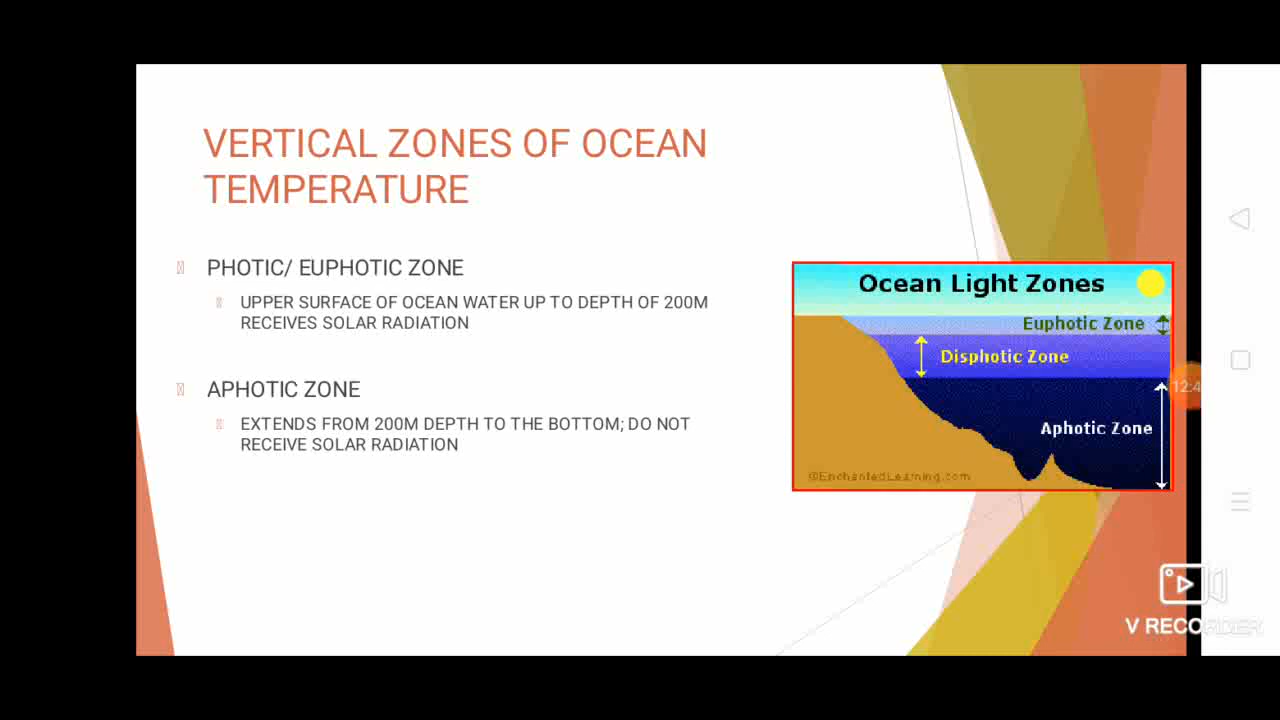 VERTICAL ZONES OF OCEAN
TEMPERATURE
PHOTIC/ EUPHOTIC ZONE
UPPER SURFACE OF OCEAN WATER UP TO DEPTH OF 200M
RECEIVES SOLAR RADIATION
APHOTIC ZONE
EXTENDS FROM 200M DEPTH TO THE BOTTOM; DO NOT
RECEIVE SOLAR RADIATION
Ocean Light Zones
Euphotic Zone
Disphotic Zone
Aphotic Zone
©EnchantedLearning.com
12:4
V RECORDER